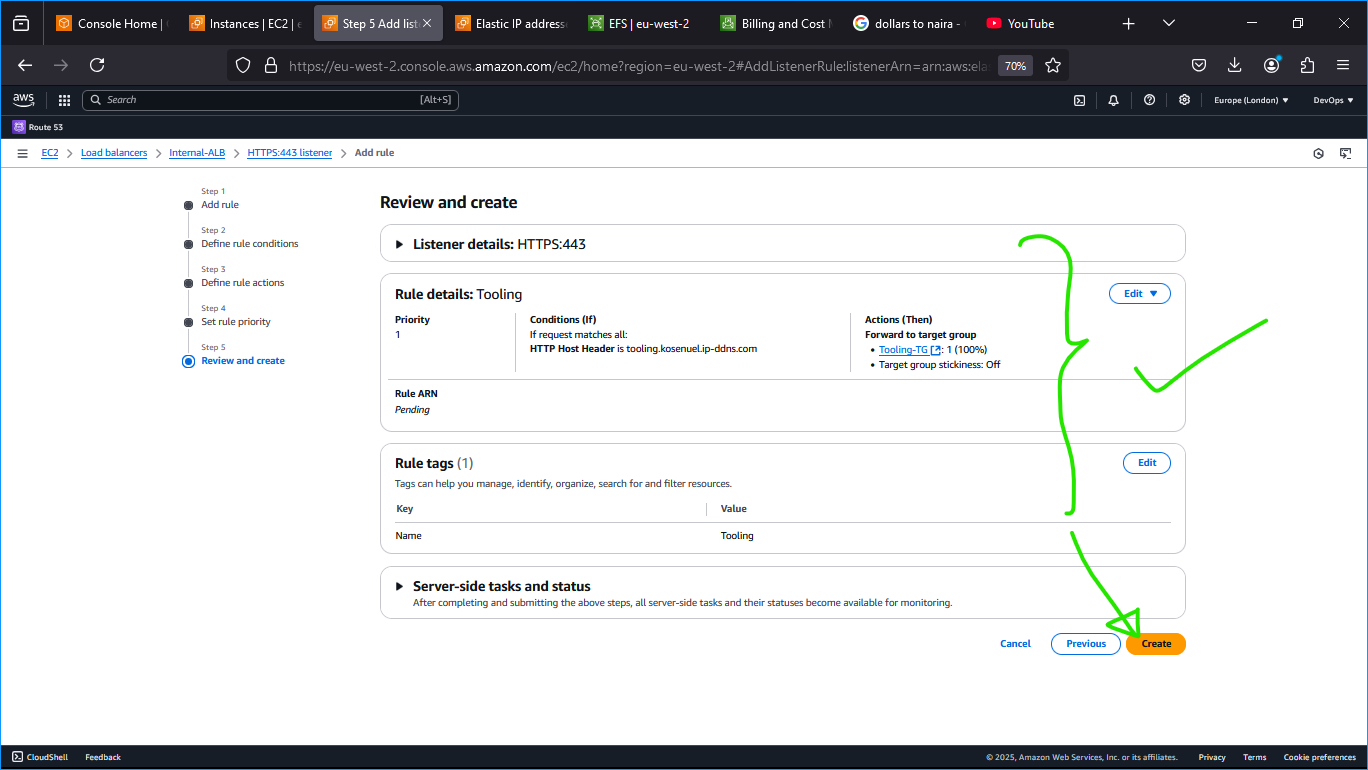 Console Home |
Instances | EC2 | e
Step 5 Add list
Elastic IP addresse
EFS | eu-west-2
Billing and Cost M
dollars to naira -
YouTube
https://eu-west-2.console.aws.amazon.com/ec2/home?region=eu-west-2#AddListenerRule:listenerArn=arn:aws:ela
70%
aws
Search
[Alt+S]
Europe (London)
DevOps
Route 53
EC2
Load balancers
Internal-ALB
HTTPS:443 listener
Add rule
Step 1
Add rule
Step 2
Define rule conditions
Step 3
Define rule actions
Step 4
Set rule priority
Step 5
Review and create
Review and create
Listener details: HTTPS:443
Rule details: Tooling
Edit
Priority
1
Conditions (If)
If request matches all:
HTTP Host Header is tooling.kosenuel.ip-ddns.com
Actions (Then)
Forward to target group
• Tooling-TG: 1 (100%)
• Target group stickiness: Off
Rule ARN
Pending
Rule tags (1)
Edit
Tags can help you manage, identify, organize, search for and filter resources.
Key
Value
Name
Tooling
Server-side tasks and status
After completing and submitting the above steps, all server-side tasks and their statuses become available for monitoring.
Cancel
Previous
Create
CloudShell
Feedback
© 2025, Amazon Web Services, Inc. or its affiliates.
Privacy
Terms
Cookie preferences